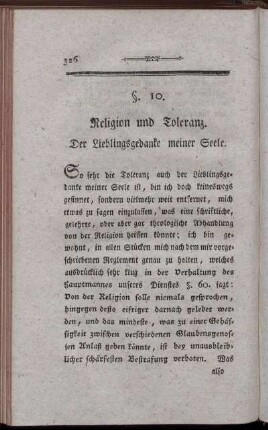 326
§. 10.
Religion und Toleranz.
Der Lieblingsgedanke meiner Seele.
So sehr die Toleranz auch der Lieblingsge-
danke meiner Seele ist, bin ich doch keineswegs
gesinnet, sondern vielmehr weit entfernet, mich
etwas zu sagen einzulassen, was eine schriftliche,
gelehrte, oder aber gar theologische Abhandlung
von der Religion heissen könnte; ich bin ge-
wohnt, in allen Stücken mich nach dem mir vorge-
schriebenen Reglement genau zu halten, welches
ausdrücklich sehr klug in der Verhaltung des
Hauptmannes unsers Dienstes §. 60. sagt:
Von der Religion solle niemals gesprochen,
hingegen desto eifriger darnach gelebet wer-
den, und das mindeste, was zu einer Gehäs-
sigkeit zwischen verschiedenen Glaubensgenos-
sen Anlaß geben könnte, ist bey unausbleib-
licher schärfesten Bestrafung verboten. Was
also